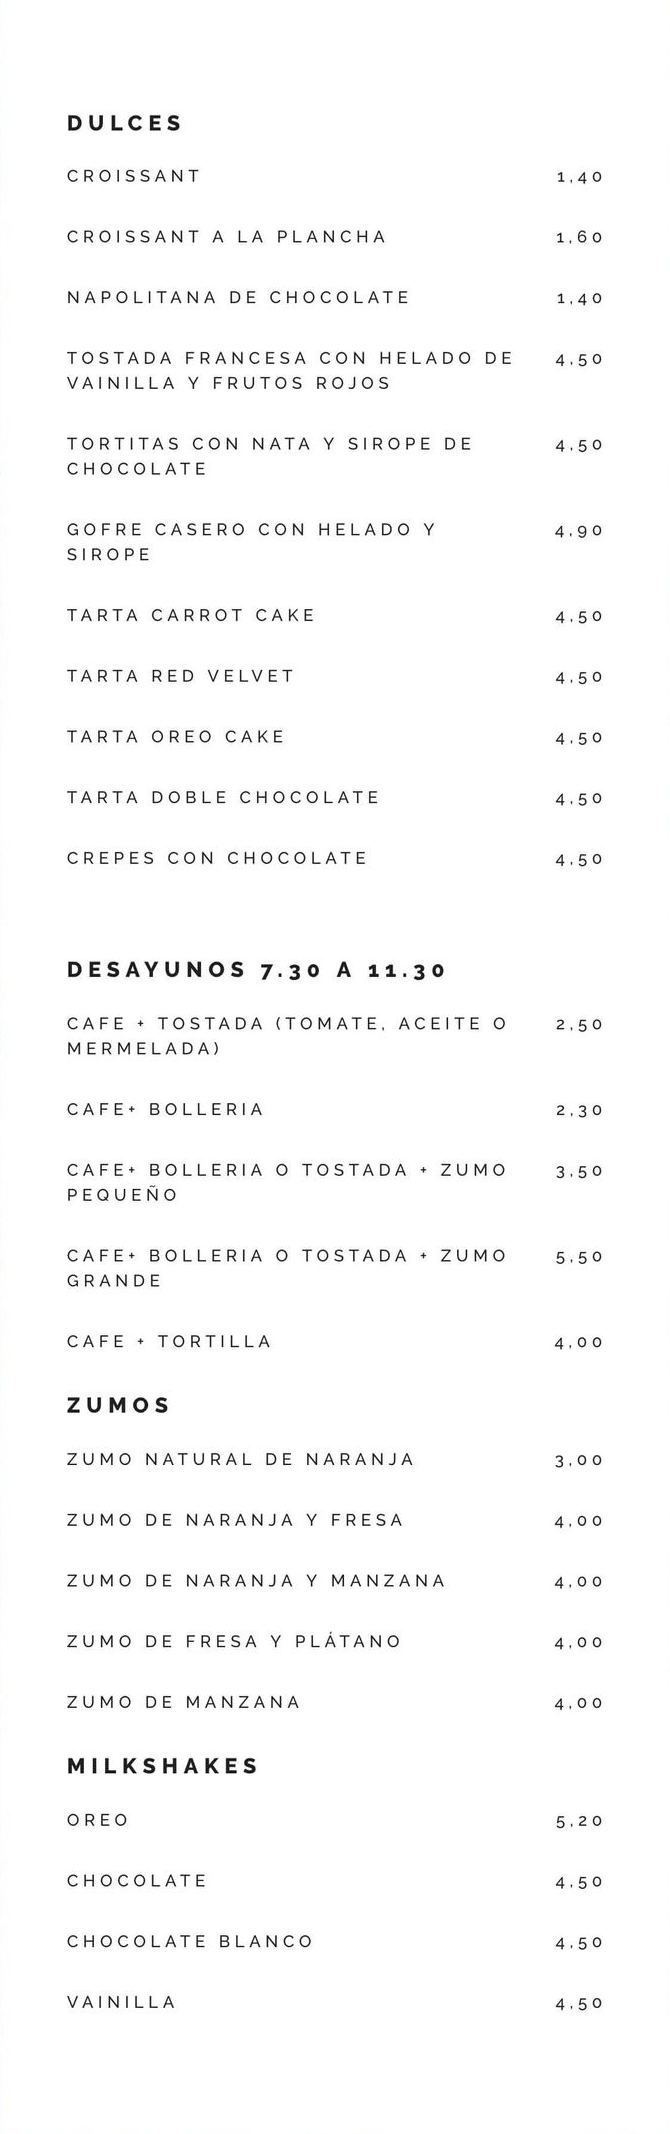 DULCES
CROISSANT 1,40
CROISSANT A LA PLANCHA 1,60
NAPOLITANA DE CHOCOLATE 1,40
TOSTADA FRANCESA CON HELADO DE 4,50
VAINILLA Y FRUTOS ROJOS
TORTITAS CON NATA Y SIROPE DE 4,50
CHOCOLATE
GOFRE CASERO CON HELADO Y 4,90
SIROPE
TARTA CARROT CAKE 4,50
TARTA RED VELVET 4,50
TARTA OREO CAKE 4,50
TARTA DOBLE CHOCOLATE 4,50
CREPES CON CHOCOLATE 4,50
DESAYUNOS 7.30 A 11.30
CAFE + TOSTADA (TOMATE, ACEITE O 2,50
MERMELADA)
CAFE+ BOLLERIA 2,30
CAFE+ BOLLERIA O TOSTADA + ZUMO 3,50
PEQUEÑO
CAFE+ BOLLERIA O TOSTADA + ZUMO 5,50
GRANDE
CAFE + TORTILLA 4,00
ZUMOS
ZUMO NATURAL DE NARANJA 3,00
ZUMO DE NARANJA Y FRESA 4,00
ZUMO DE NARANJA Y MANZANA 4,00
ZUMO DE FRESA Y PLÁTANO 4,00
ZUMO DE MANZANA 4,00
MILKSHAKES
OREO 5,20
CHOCOLATE 4,50
CHOCOLATE BLANCO 4,50
VAINILLA 4,50